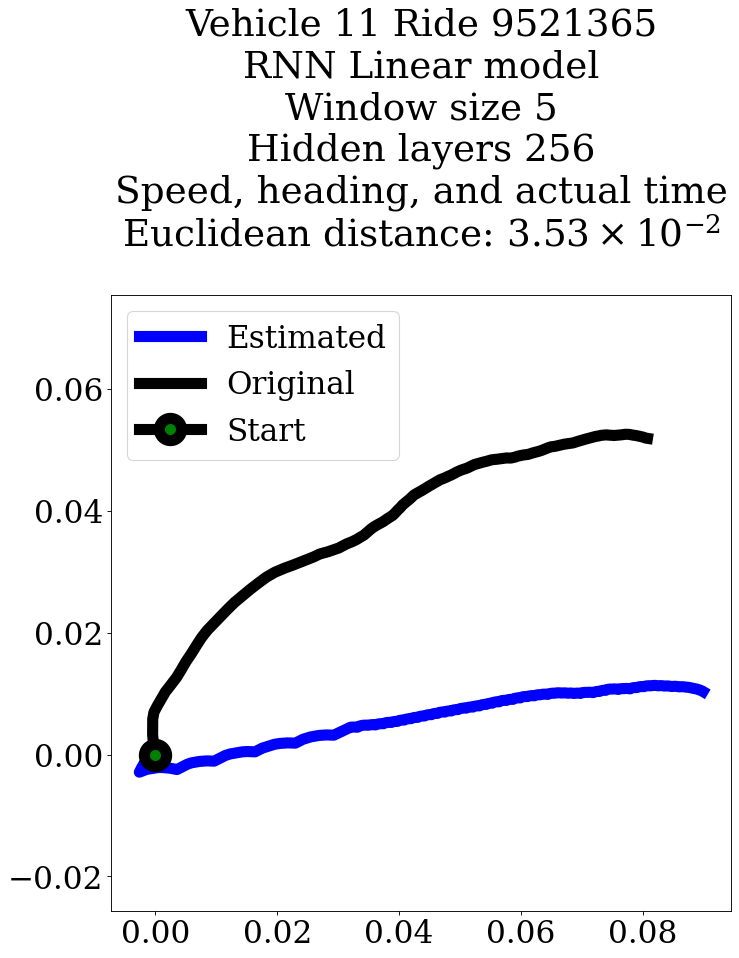 Vehicle 11 Ride 9521365
RNN Linear model
Window size 5
Hidden layers 256
Speed, heading, and actual time
Euclidean distance: 3.53 × 10⁻²
Estimated
Original
Start
0.06
0.04
0.02
0.00
−0.02
0.00 0.02 0.04 0.06 0.08